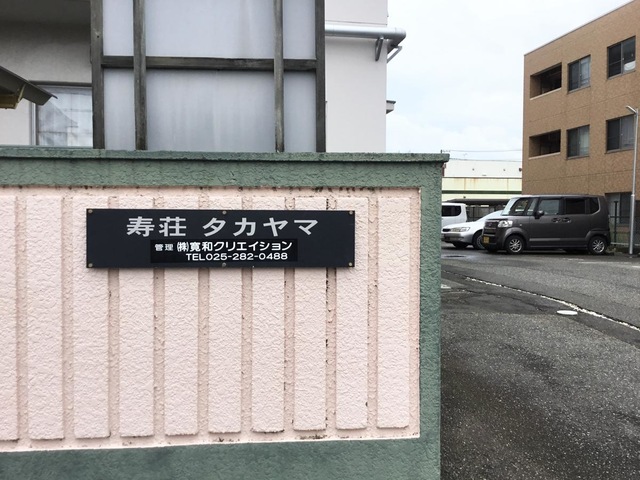 寿荘 タカヤマ
管理 ㈱寛和クリエイション
TEL025-282-0488